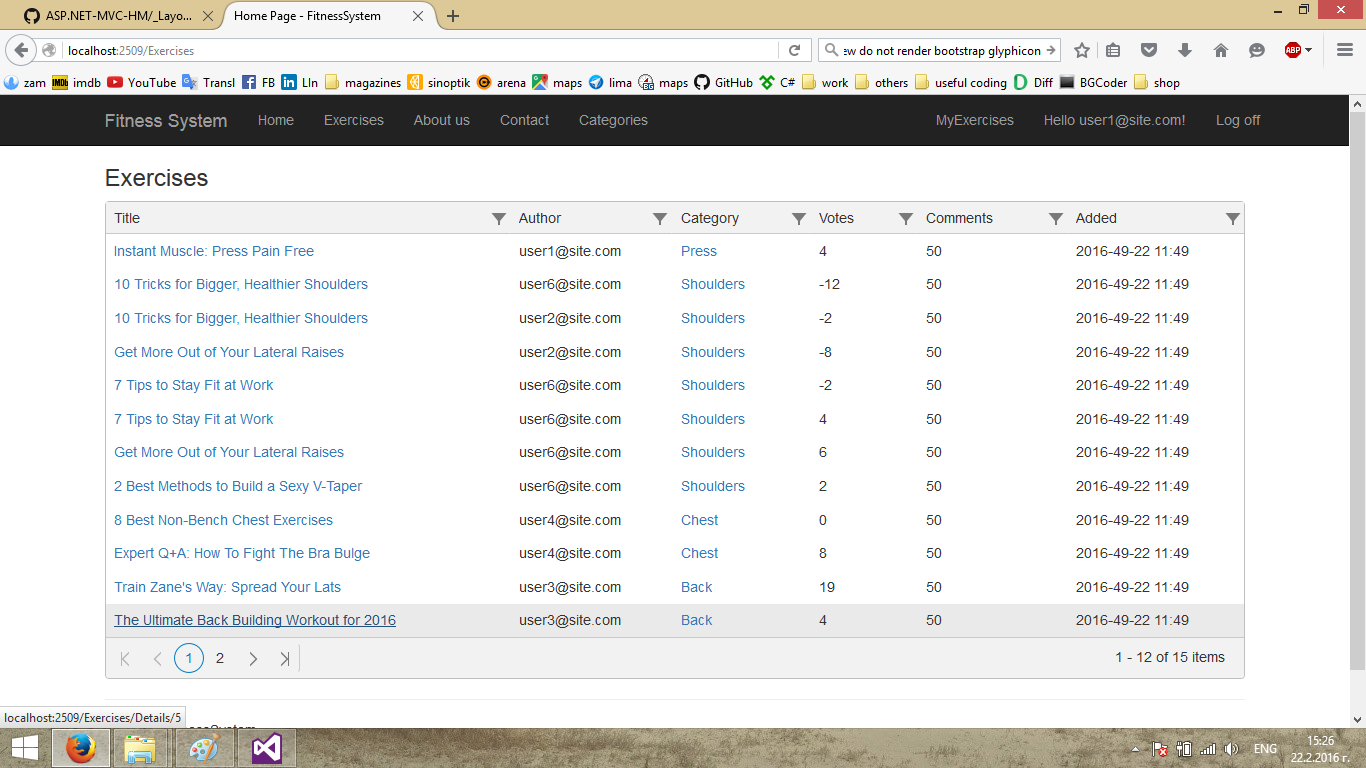 ASP.NET-MVC-HM/_Layo... Home Page - FitnessSystem
localhost:2509/Exercises ew do not render bootstrap glyphicon ABP
zam IMDb imdb YouTube Transl FB LIn magazines sinoptik arena maps lima BG maps GitHub C# work others useful coding D Diff BGCoder shop
Fitness System Home Exercises About us Contact Categories MyExercises Hello user1@site.com! Log off
Exercises
Title Author Category Votes Comments Added
Instant Muscle: Press Pain Free user1@site.com Press 4 50 2016-49-22 11:49
10 Tricks for Bigger, Healthier Shoulders user6@site.com Shoulders -12 50 2016-49-22 11:49
10 Tricks for Bigger, Healthier Shoulders user2@site.com Shoulders -2 50 2016-49-22 11:49
Get More Out of Your Lateral Raises user2@site.com Shoulders -8 50 2016-49-22 11:49
7 Tips to Stay Fit at Work user6@site.com Shoulders -2 50 2016-49-22 11:49
7 Tips to Stay Fit at Work user6@site.com Shoulders 4 50 2016-49-22 11:49
Get More Out of Your Lateral Raises user6@site.com Shoulders 6 50 2016-49-22 11:49
2 Best Methods to Build a Sexy V-Taper user6@site.com Shoulders 2 50 2016-49-22 11:49
8 Best Non-Bench Chest Exercises user4@site.com Chest 0 50 2016-49-22 11:49
Expert Q+A: How To Fight The Bra Bulge user4@site.com Chest 8 50 2016-49-22 11:49
Train Zane's Way: Spread Your Lats user3@site.com Back 19 50 2016-49-22 11:49
The Ultimate Back Building Workout for 2016 user3@site.com Back 4 50 2016-49-22 11:49
1 2 1 - 12 of 15 items
localhost:2509/Exercises/Details/5
ENG 15:26
22.2.2016 г.